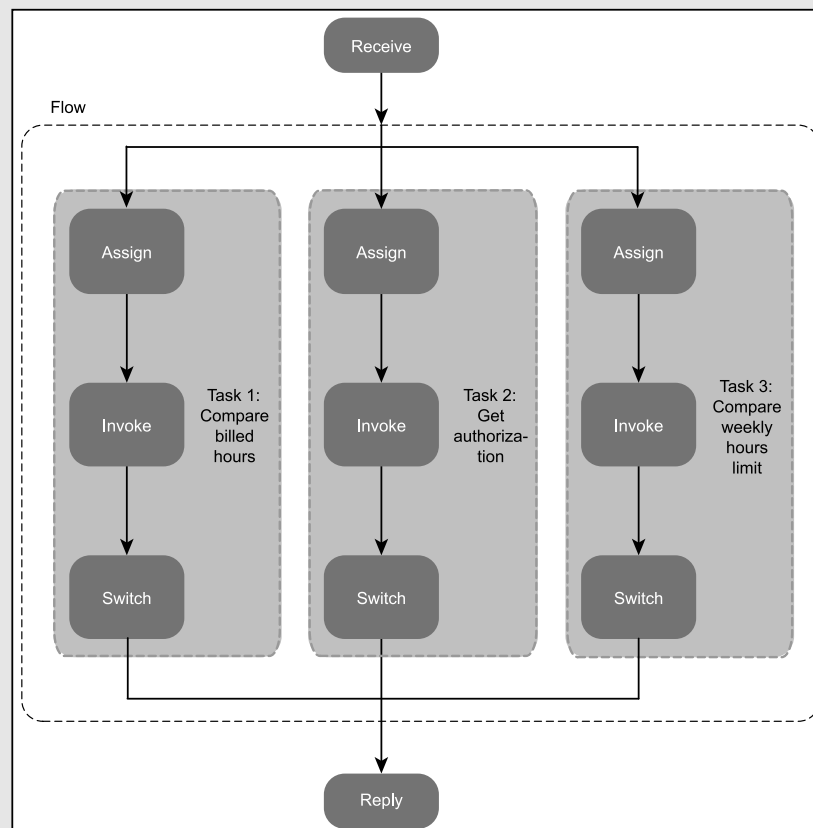 Receive
Flow
Assign
Assign
Assign
Invoke
Task 1:
Compare
billed
hours
Invoke
Task 2:
Get
authoriza-
tion
Invoke
Task 3:
Compare
weekly
hours
limit
Switch
Switch
Switch
Reply